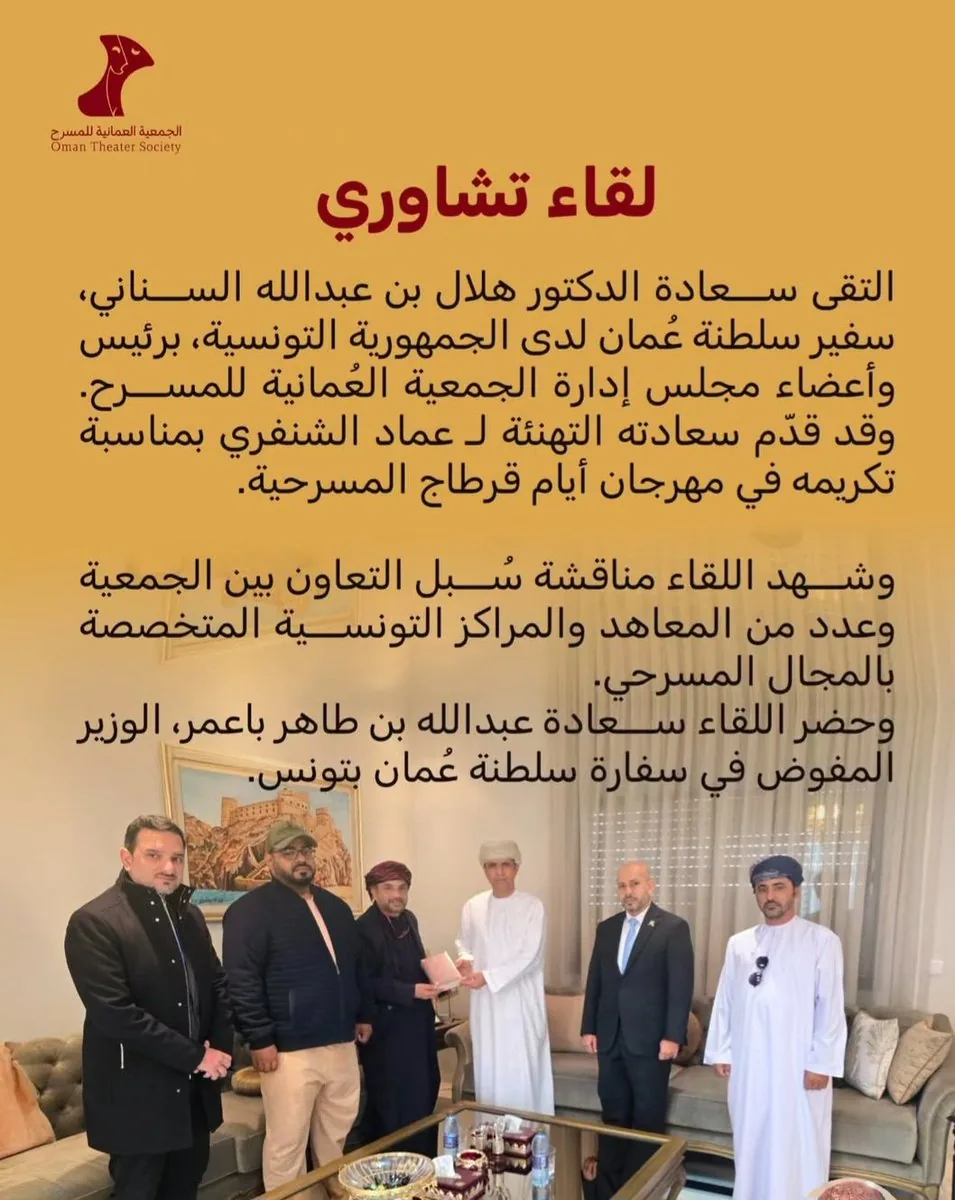 الجمعية العمانية للمسرح
Oman Theater Society
لقاء تشاوري
التقى سعادة الدكتور هلال بن عبدالله السناني،
سفير سلطنة عُمان لدى الجمهورية التونسية، برئيس
وأعضاء مجلس إدارة الجمعية العُمانية للمسرح.
وقد قدّم سعادته التهنئة لـ عماد الشنفري بمناسبة
تكريمه في مهرجان أيام قرطاج المسرحية.
وشهد اللقاء مناقشة سُبل التعاون بين الجمعية
وعدد من المعاهد والمراكز التونسية المتخصصة
بالمجال المسرحي.
وحضر اللقاء سعادة عبدالله بن طاهر باعمر، الوزير
المفوض في سفارة سلطنة عُمان بتونس.